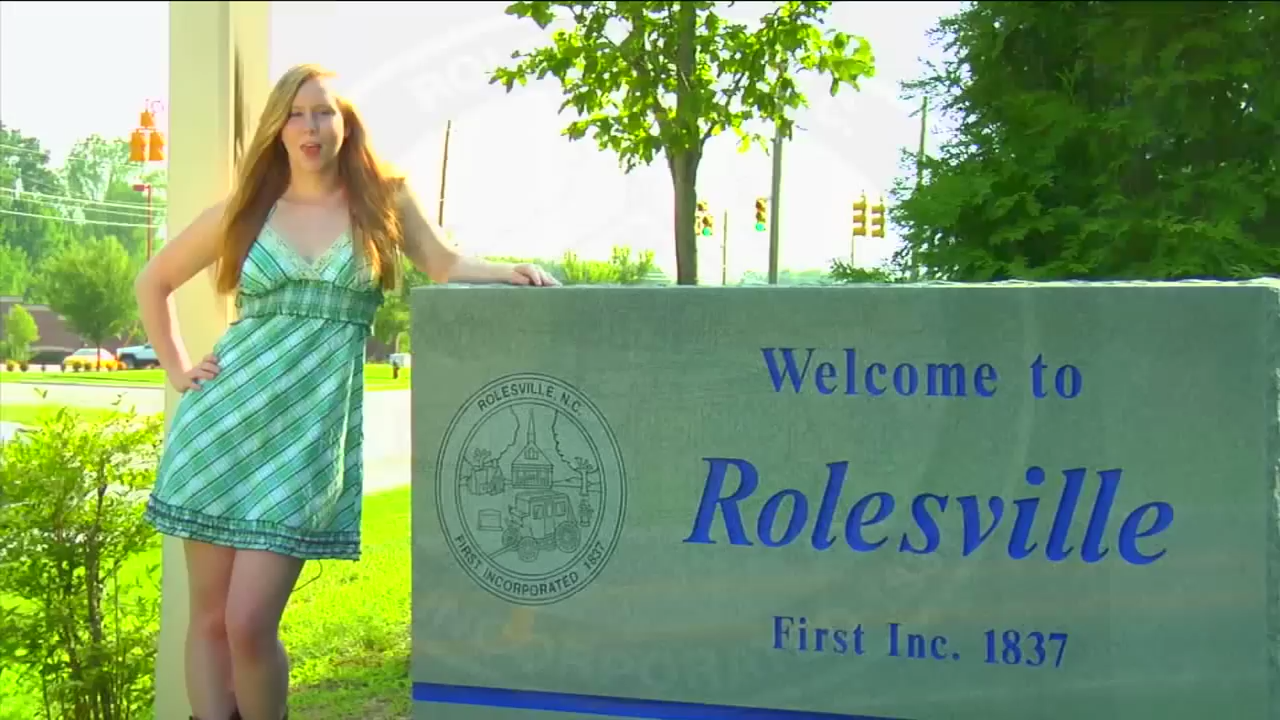 Welcome to
Rolesville
First Inc. 1837
ROLESVILLE, N.C.
FIRST INCORPORATED 1837